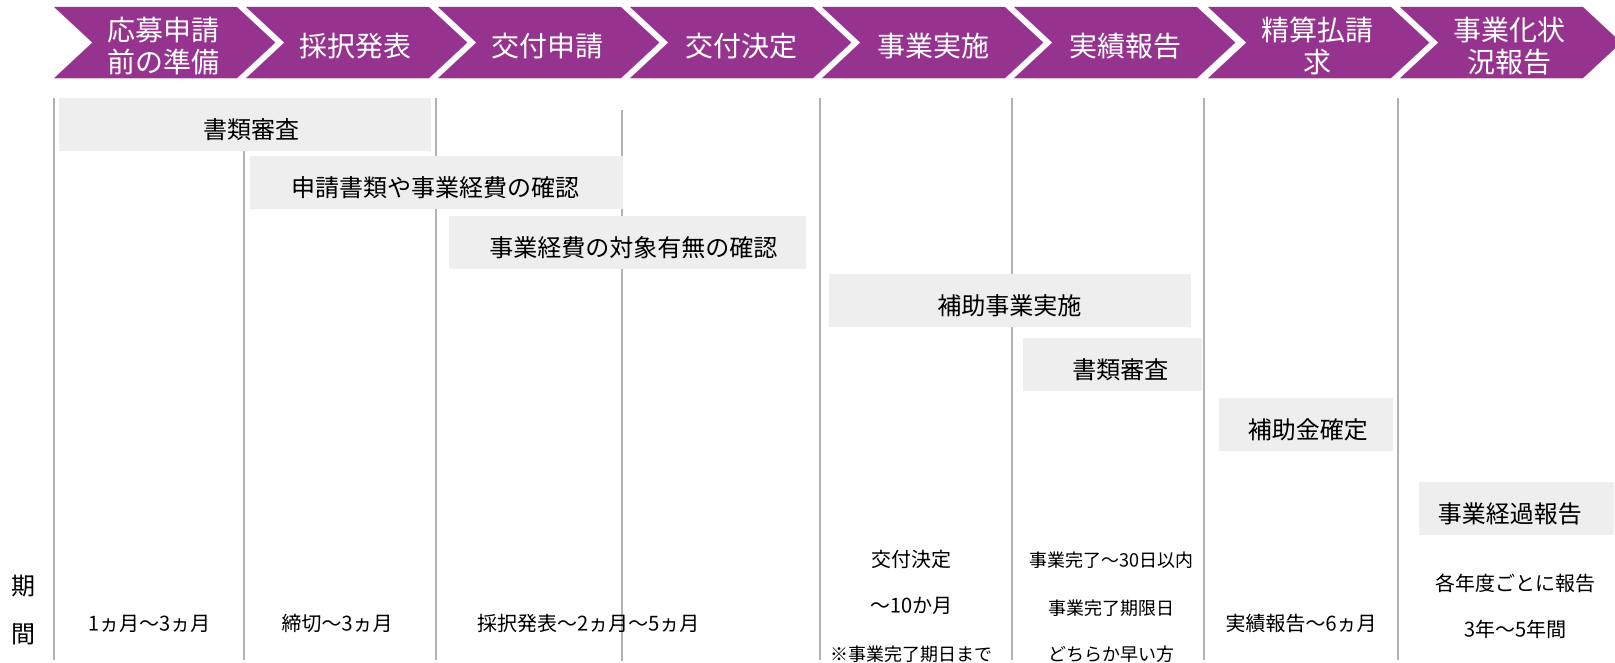 応募申請
前の準備
採択発表
交付申請
交付決定
事業実施
実績報告
精算払請
求
事業化状
況報告
書類審査
申請書類や事業経費の確認
事業経費の対象有無の確認
補助事業実施
書類審査
補助金確定
事業経過報告
期
間
1ヵ月～3ヵ月
締切～3ヵ月
採択発表～2ヵ月～5ヵ月
交付決定
～10か月
※事業完了期日まで
事業完了～30日以内
事業完了期限日
どちらか早い方
実績報告～6ヵ月
各年度ごとに報告
3年～5年間